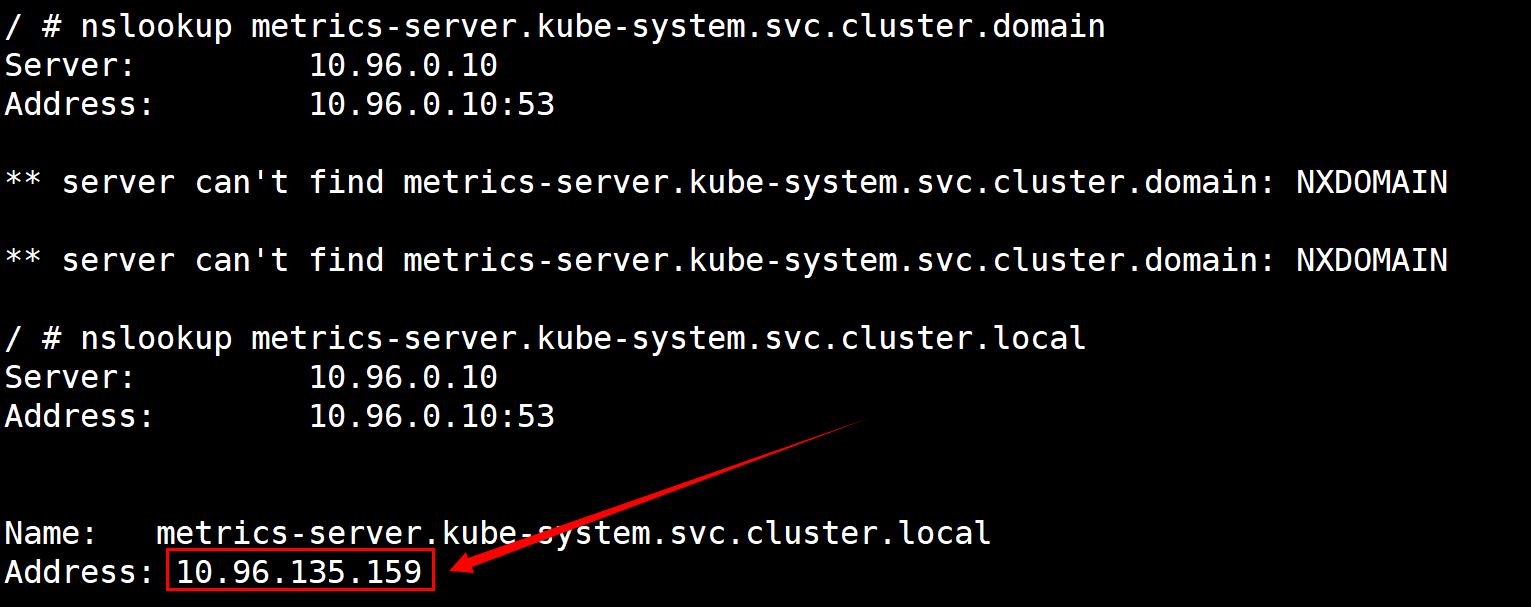 / # nslookup metrics-server.kube-system.svc.cluster.domain
Server:         10.96.0.10
Address:        10.96.0.10:53
** server can't find metrics-server.kube-system.svc.cluster.domain: NXDOMAIN
** server can't find metrics-server.kube-system.svc.cluster.domain: NXDOMAIN
/ # nslookup metrics-server.kube-system.svc.cluster.local
Server:         10.96.0.10
Address:        10.96.0.10:53
Name:   metrics-server.kube-system.svc.cluster.local
Address: 10.96.135.159